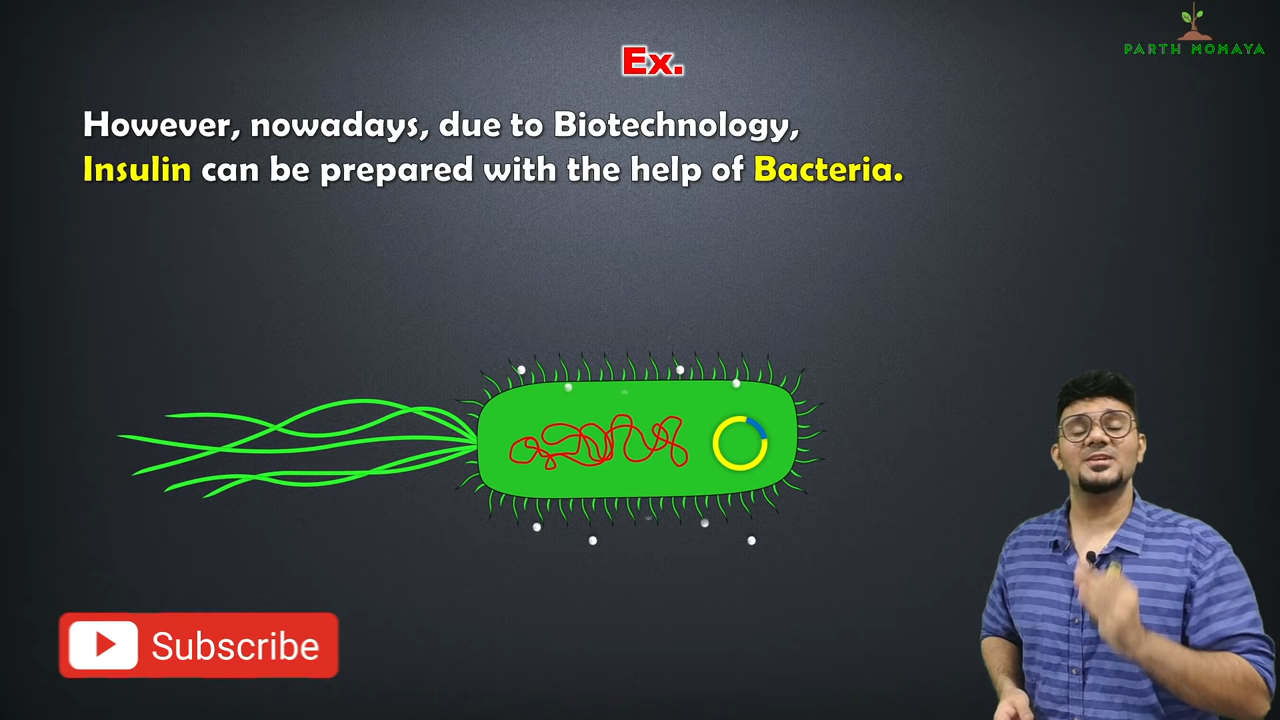 PARTH MOMAYA
Ex.
However, nowadays, due to Biotechnology,
Insulin can be prepared with the help of Bacteria.
Subscribe